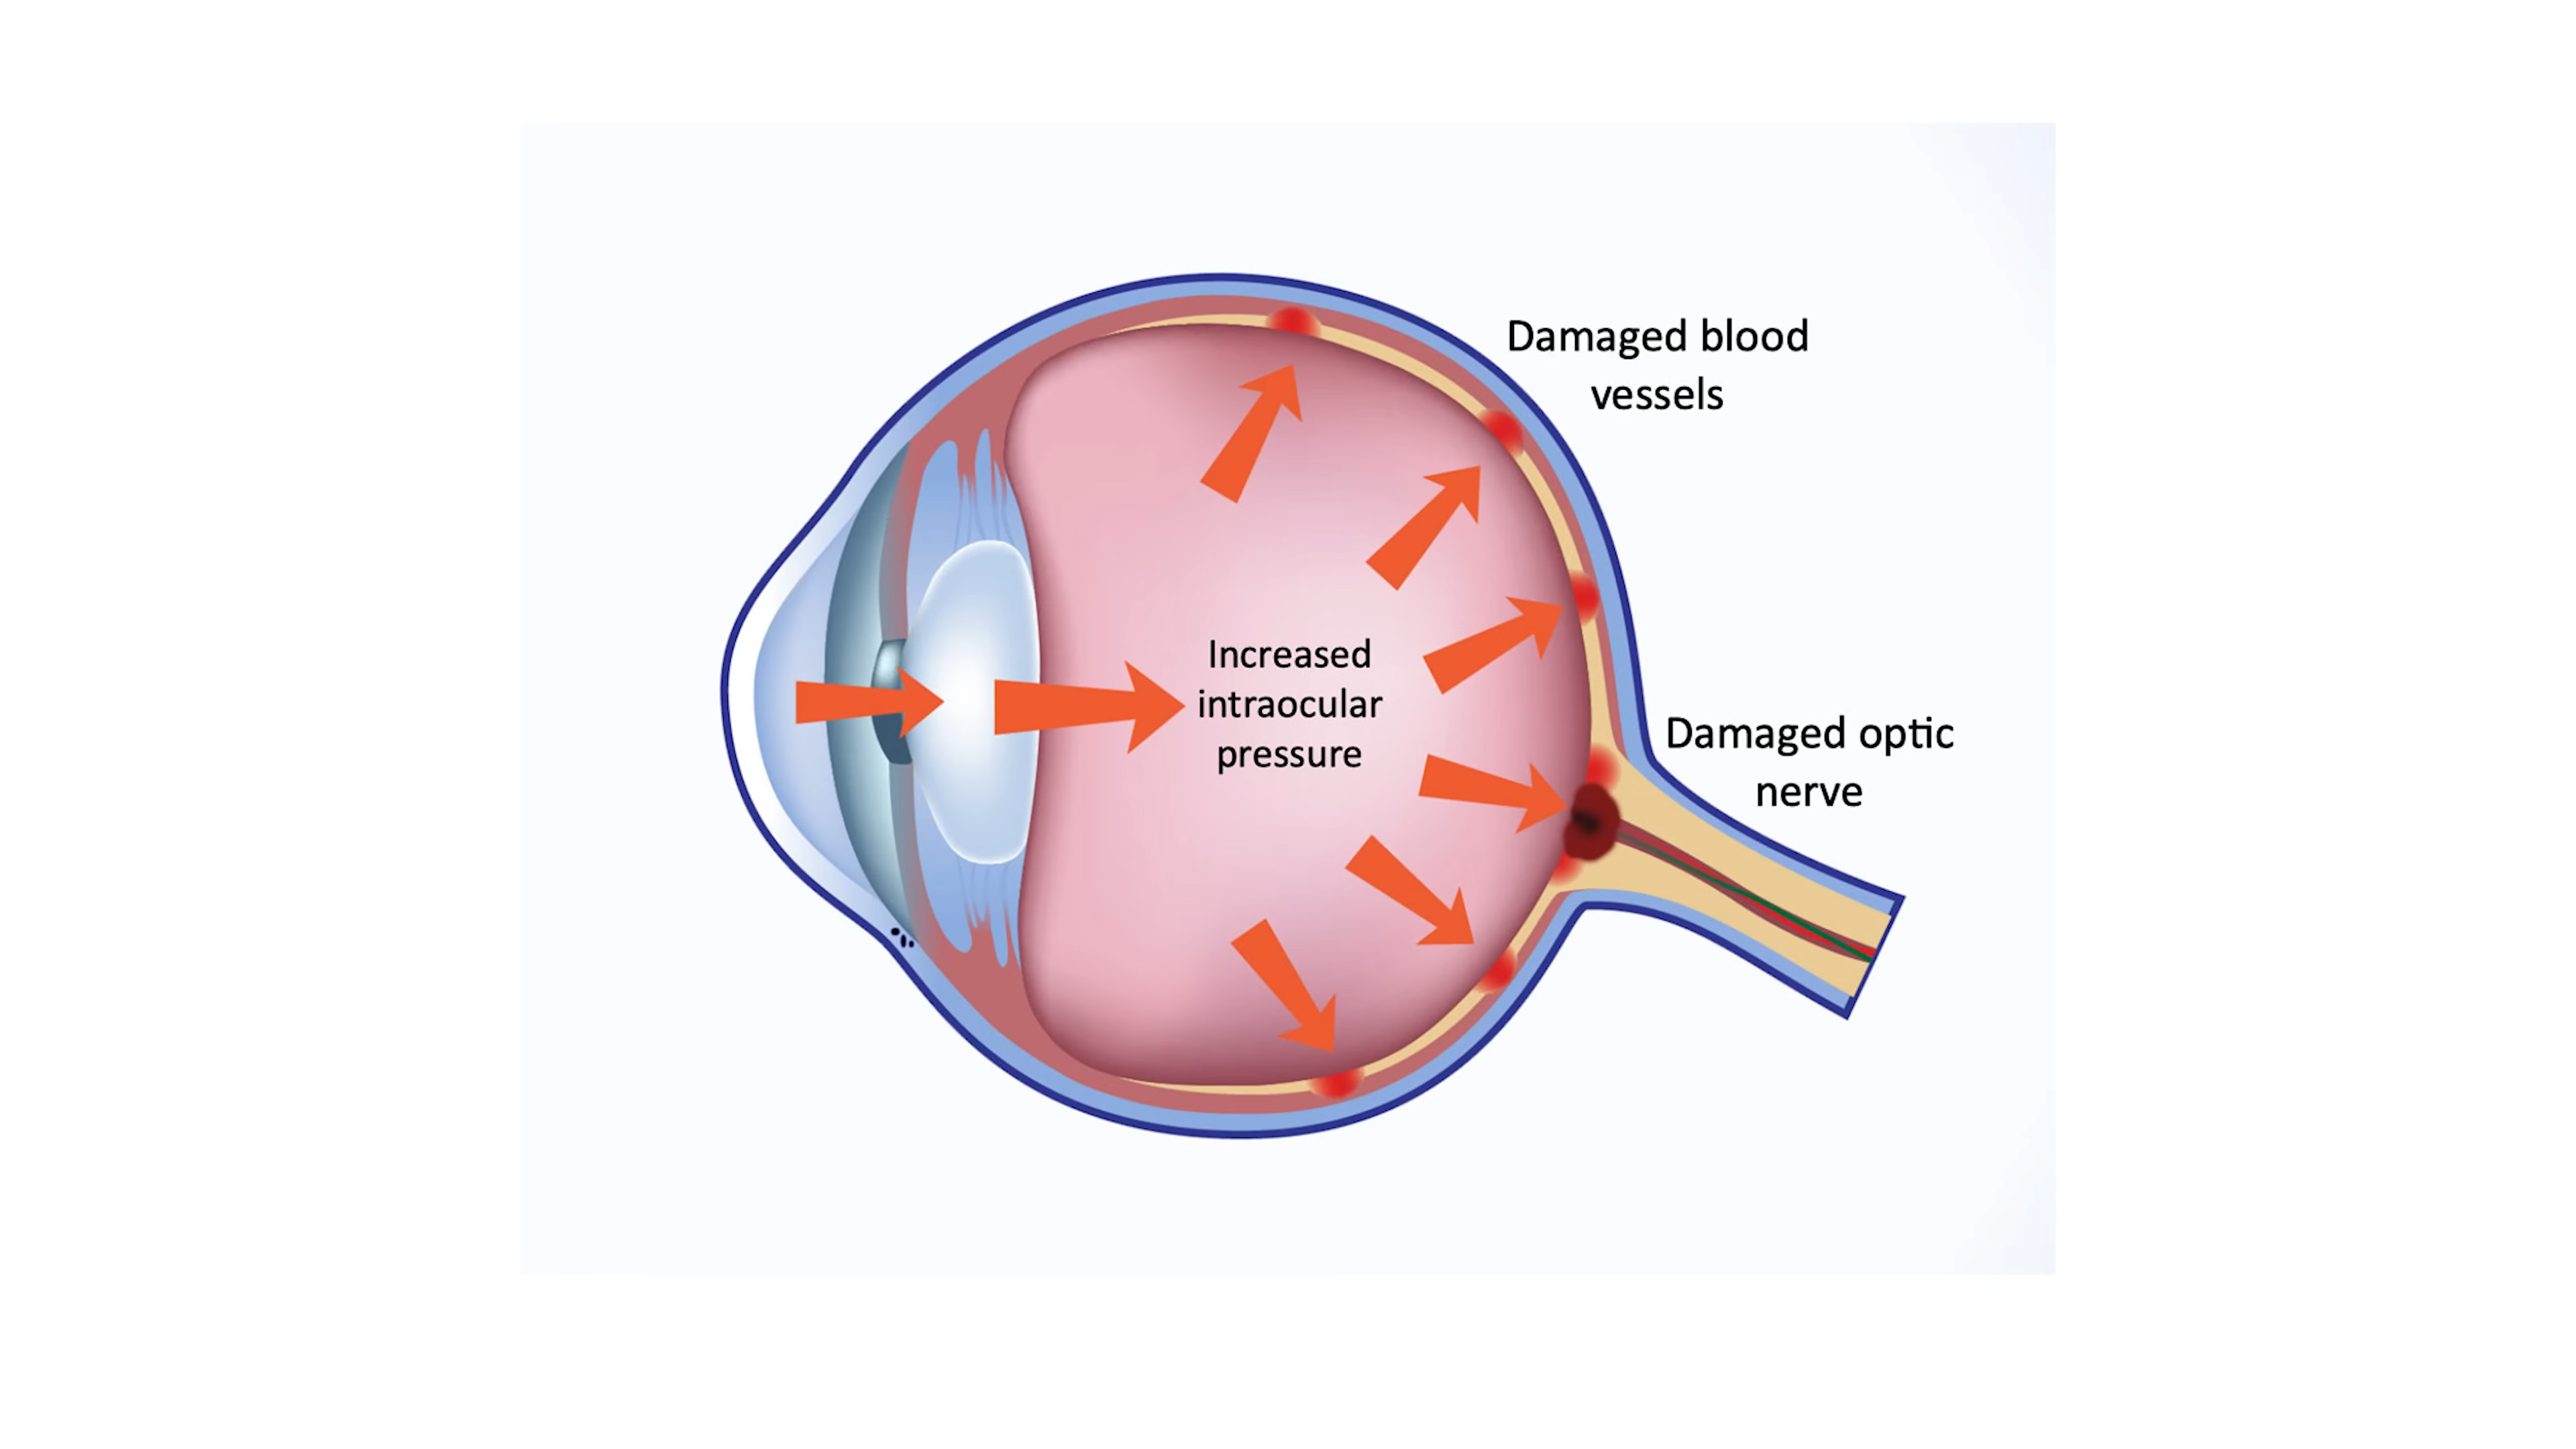 Damaged blood
vessels
Increased
intraocular
pressure
Damaged optic
nerve